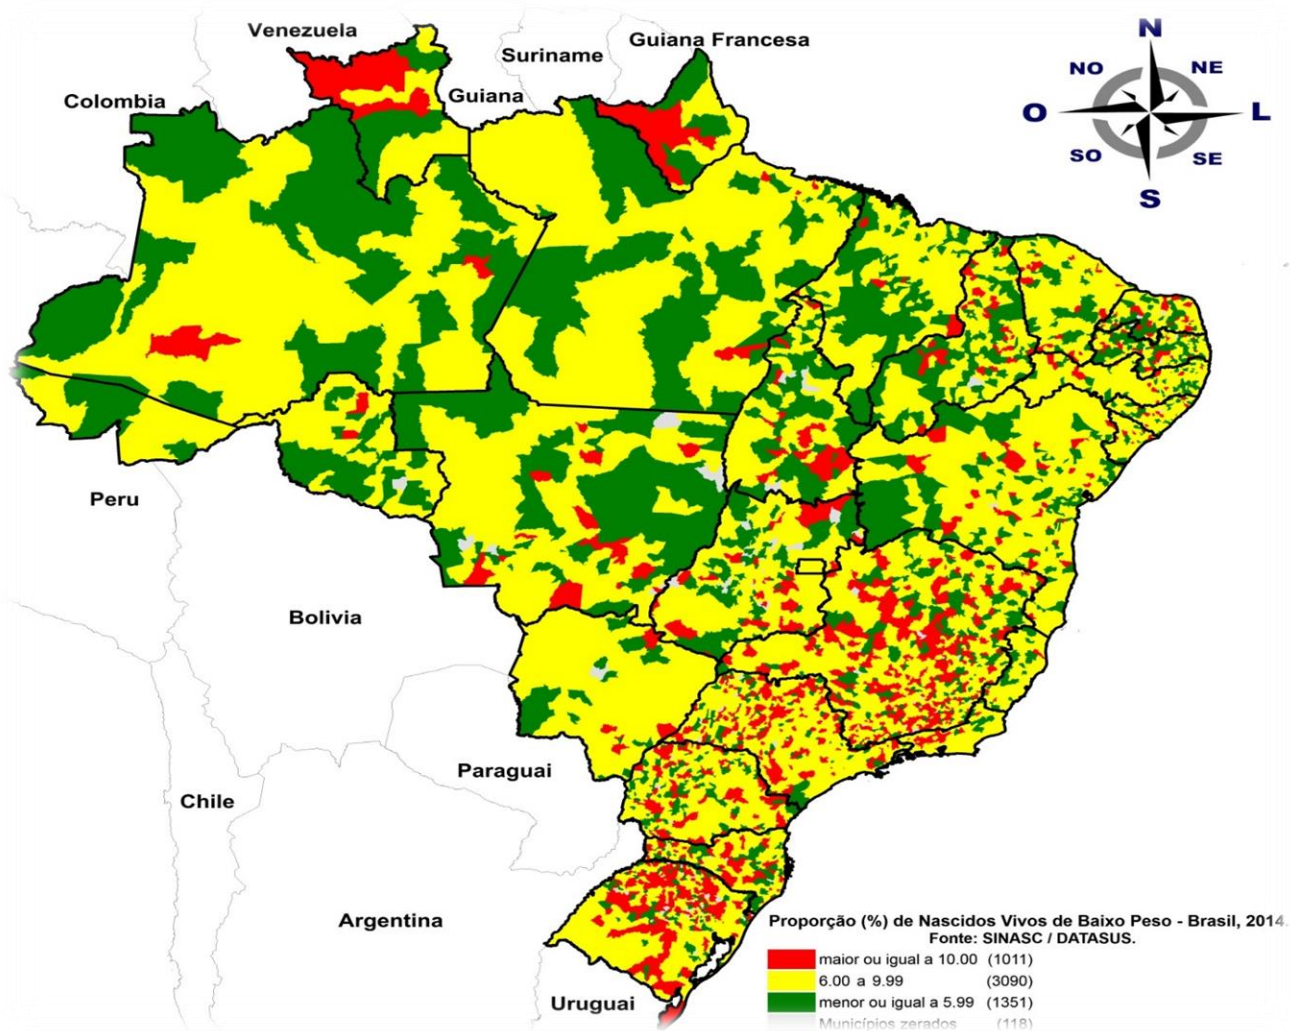 N
NO
NE
O
L
SO
SE
S
Venezuela
Suriname
Guiana Francesa
Colombia
Guiana
Peru
Bolivia
Paraguai
Chile
Argentina
Uruguai
Proporção (%) de Nascidos Vivos de Baixo Peso - Brasil, 2014.
Fonte: SINASC / DATASUS.
maior ou igual a 10.00 (1011)
6.00 a 9.99 (3090)
menor ou igual a 5.99 (1351)
Municípios zerados (118)